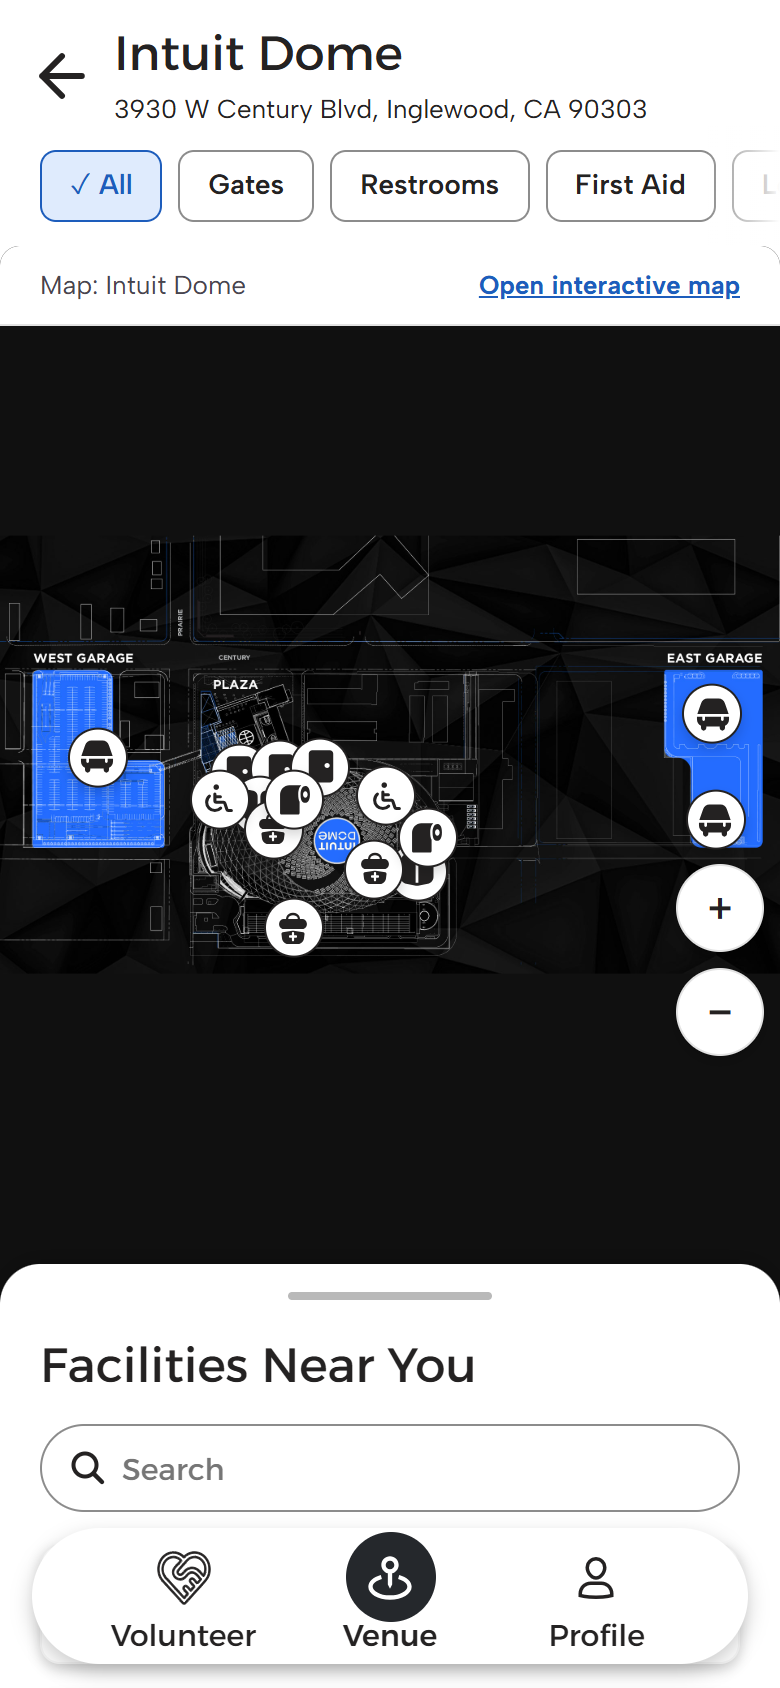 Intuit Dome
3930 W Century Blvd, Inglewood, CA 90303
✓ All
Gates
Restrooms
First Aid
Map: Intuit Dome
Open interactive map
PRAIRIE
WEST GARAGE
CENTURY
EAST GARAGE
PLAZA
INTUIT
DOME
+
−
Facilities Near You
Search
Volunteer
Venue
Profile